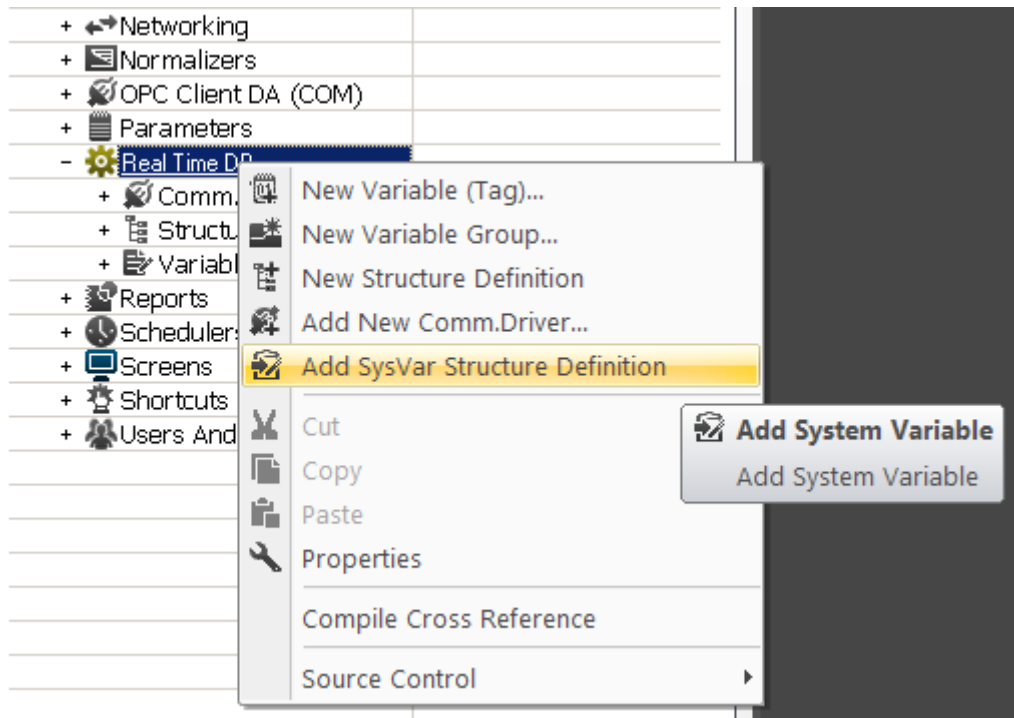 Networking
Normalizers
OPC Client DA (COM)
Parameters
Real Time DB
Comm.
Structu
Variabl
Reports
Schedulers
Screens
Shortcuts
Users And
New Variable (Tag)...
New Variable Group...
New Structure Definition
Add New Comm.Driver...
Add SysVar Structure Definition
Cut
Copy
Paste
Properties
Compile Cross Reference
Source Control
Add System Variable
Add System Variable